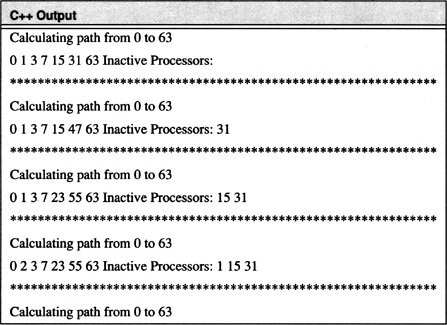 C++ Output
Calculating path from 0 to 63
0 1 3 7 15 31 63 Inactive Processors:
**************************************************************
Calculating path from 0 to 63
0 1 3 7 15 47 63 Inactive Processors: 31
**************************************************************
Calculating path from 0 to 63
0 1 3 7 23 55 63 Inactive Processors: 15 31
**************************************************************
Calculating path from 0 to 63
0 2 3 7 23 55 63 Inactive Processors: 1 15 31
**************************************************************
Calculating path from 0 to 63